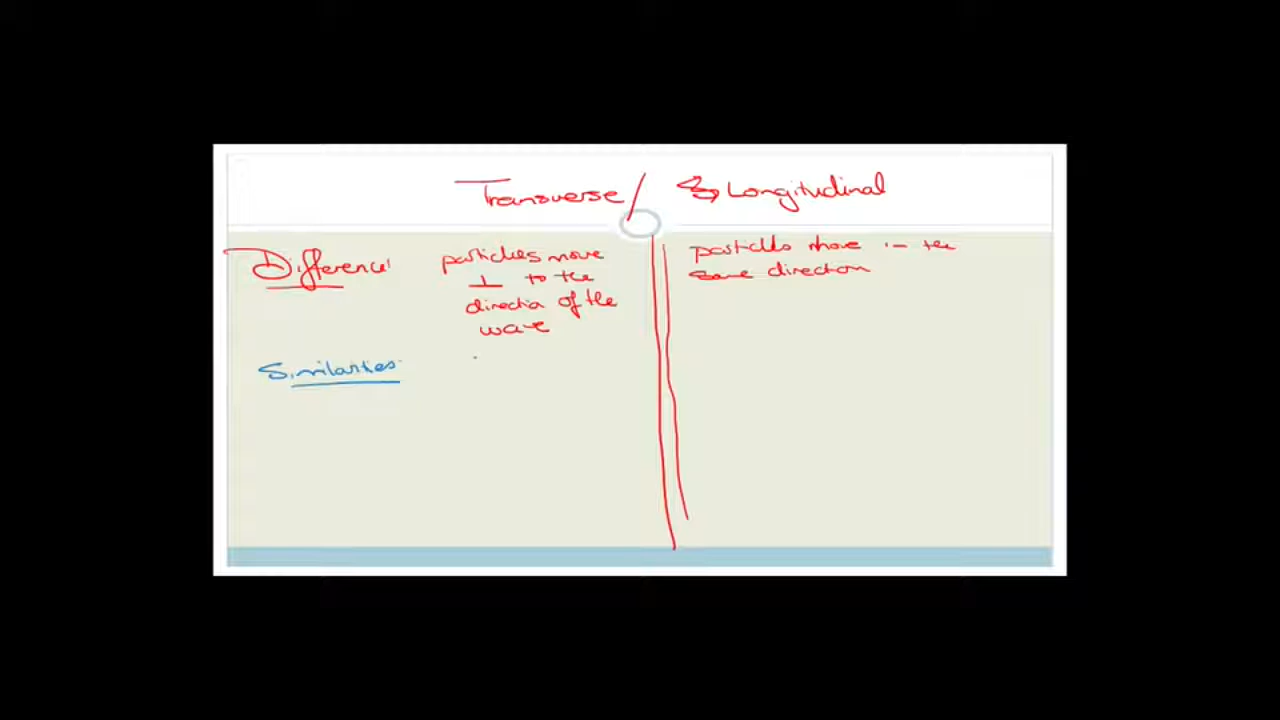 Transverse / Longitudinal
Difference:
particles move
⊥ to the
direction of the
wave
particles move in the
same direction
Similarities